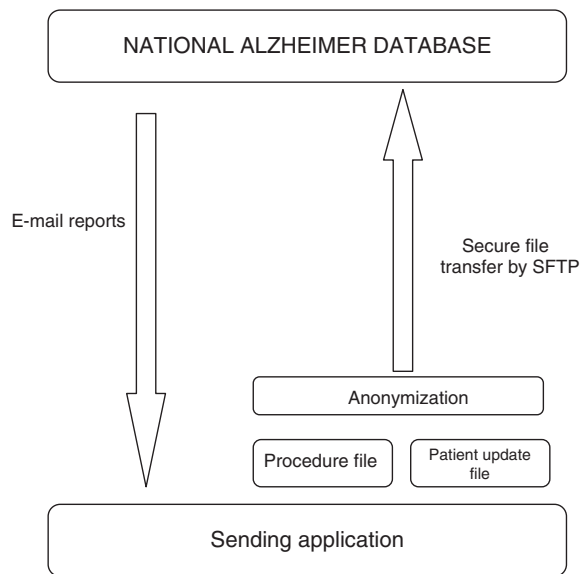 NATIONAL ALZHEIMER DATABASE
E-mail reports
Secure file
transfer by SFTP
Anonymization
Procedure file
Patient update
file
Sending application